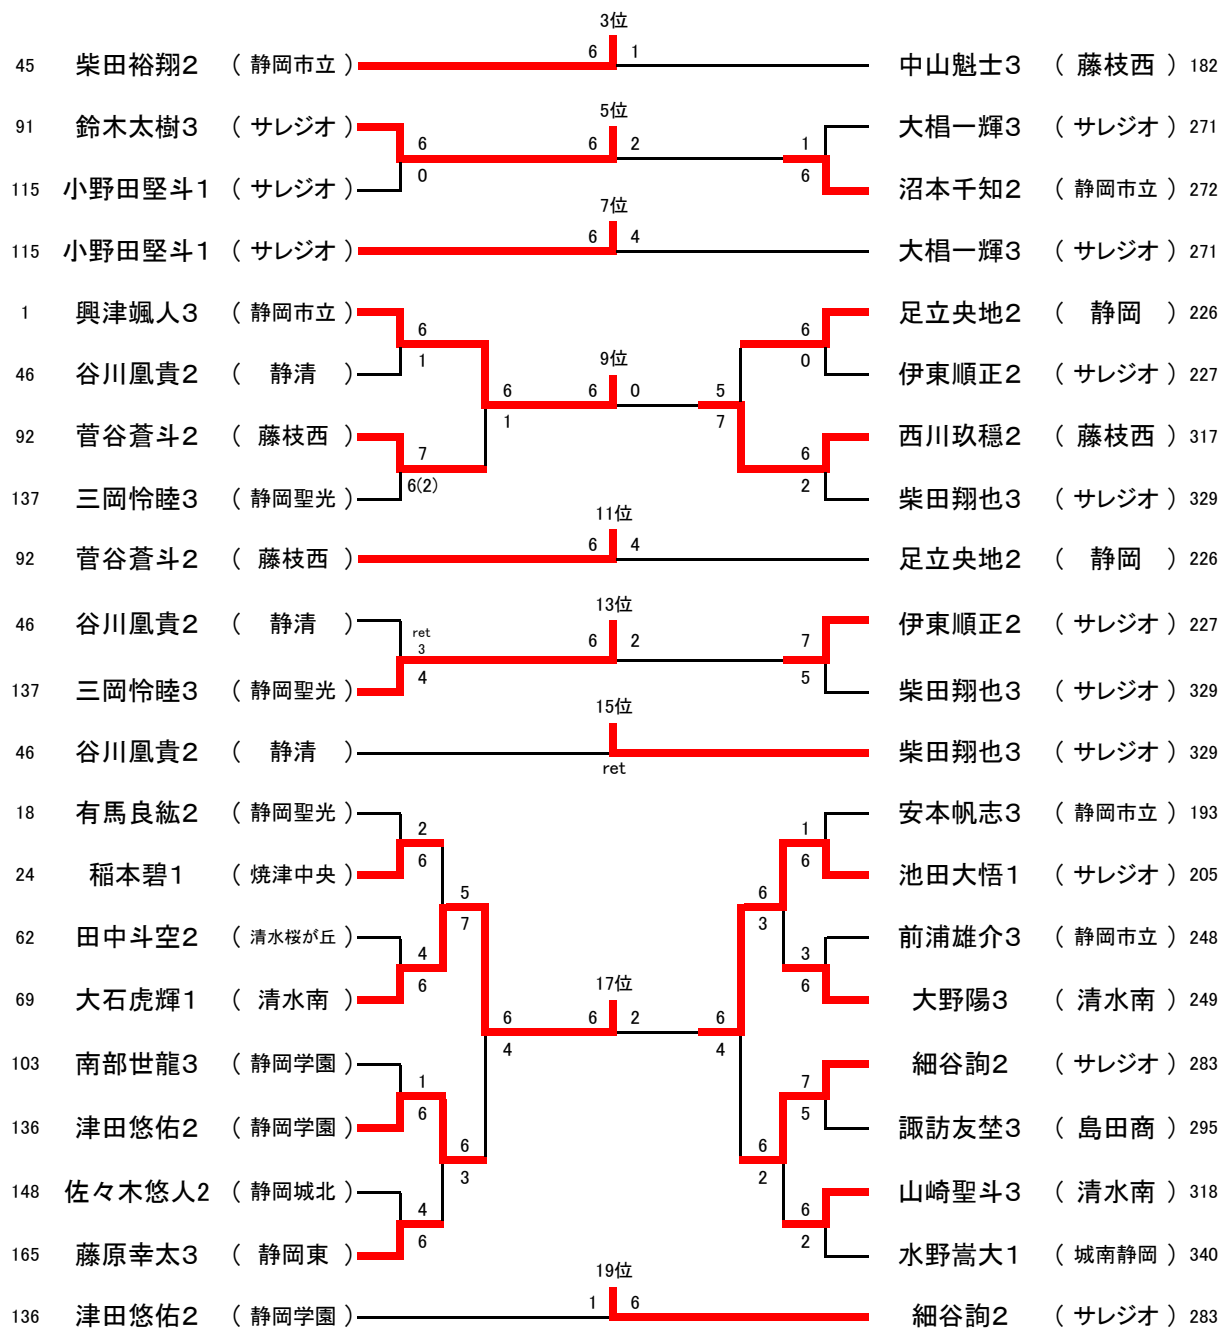 3位
45 柴田裕翔2 ( 静岡市立 ) 6 1 中山魁士3 ( 藤枝西 ) 182
5位
91 鈴木太樹3 ( サレジオ ) 大椙一輝3 ( サレジオ ) 271
6 6 2 1
0 6
115 小野田堅斗1 ( サレジオ ) 沼本千知2 ( 静岡市立 ) 272
7位
115 小野田堅斗1 ( サレジオ ) 6 4 大椙一輝3 ( サレジオ ) 271
1 興津颯人3 ( 静岡市立 ) 足立央地2 ( 静岡 ) 226
6 6
1 9位 0
46 谷川凰貴2 ( 静清 ) 伊東順正2 ( サレジオ ) 227
6 6 0 5
1 7
92 菅谷蒼斗2 ( 藤枝西 ) 西川玖穏2 ( 藤枝西 ) 317
7 6
6(2) 2
137 三岡怜睦3 ( 静岡聖光 ) 柴田翔也3 ( サレジオ ) 329
11位
92 菅谷蒼斗2 ( 藤枝西 ) 6 4 足立央地2 ( 静岡 ) 226
13位
46 谷川凰貴2 ( 静清 ) 伊東順正2 ( サレジオ ) 227
ret
3 6 2 7
4 5
137 三岡怜睦3 ( 静岡聖光 ) 柴田翔也3 ( サレジオ ) 329
15位
46 谷川凰貴2 ( 静清 ) 柴田翔也3 ( サレジオ ) 329
ret
18 有馬良紘2 ( 静岡聖光 ) 安本帆志3 ( 静岡市立 ) 193
2 1
6 6
24 稲本碧1 ( 焼津中央 ) 池田大悟1 ( サレジオ ) 205
5 6
7 3
62 田中斗空2 ( 清水桜が丘 ) 前浦雄介3 ( 静岡市立 ) 248
4 3
6 6
69 大石虎輝1 ( 清水南 ) 大野陽3 ( 清水南 ) 249
17位
6 6 2 6
4 4
103 南部世龍3 ( 静岡学園 ) 細谷詢2 ( サレジオ ) 283
1 7
6 5
136 津田悠佑2 ( 静岡学園 ) 諏訪友埜3 ( 島田商 ) 295
6 6
3 2
148 佐々木悠人2 ( 静岡城北 ) 山崎聖斗3 ( 清水南 ) 318
4 6
6 2
165 藤原幸太3 ( 静岡東 ) 水野嵩大1 ( 城南静岡 ) 340
19位
136 津田悠佑2 ( 静岡学園 ) 1 6 細谷詢2 ( サレジオ ) 283